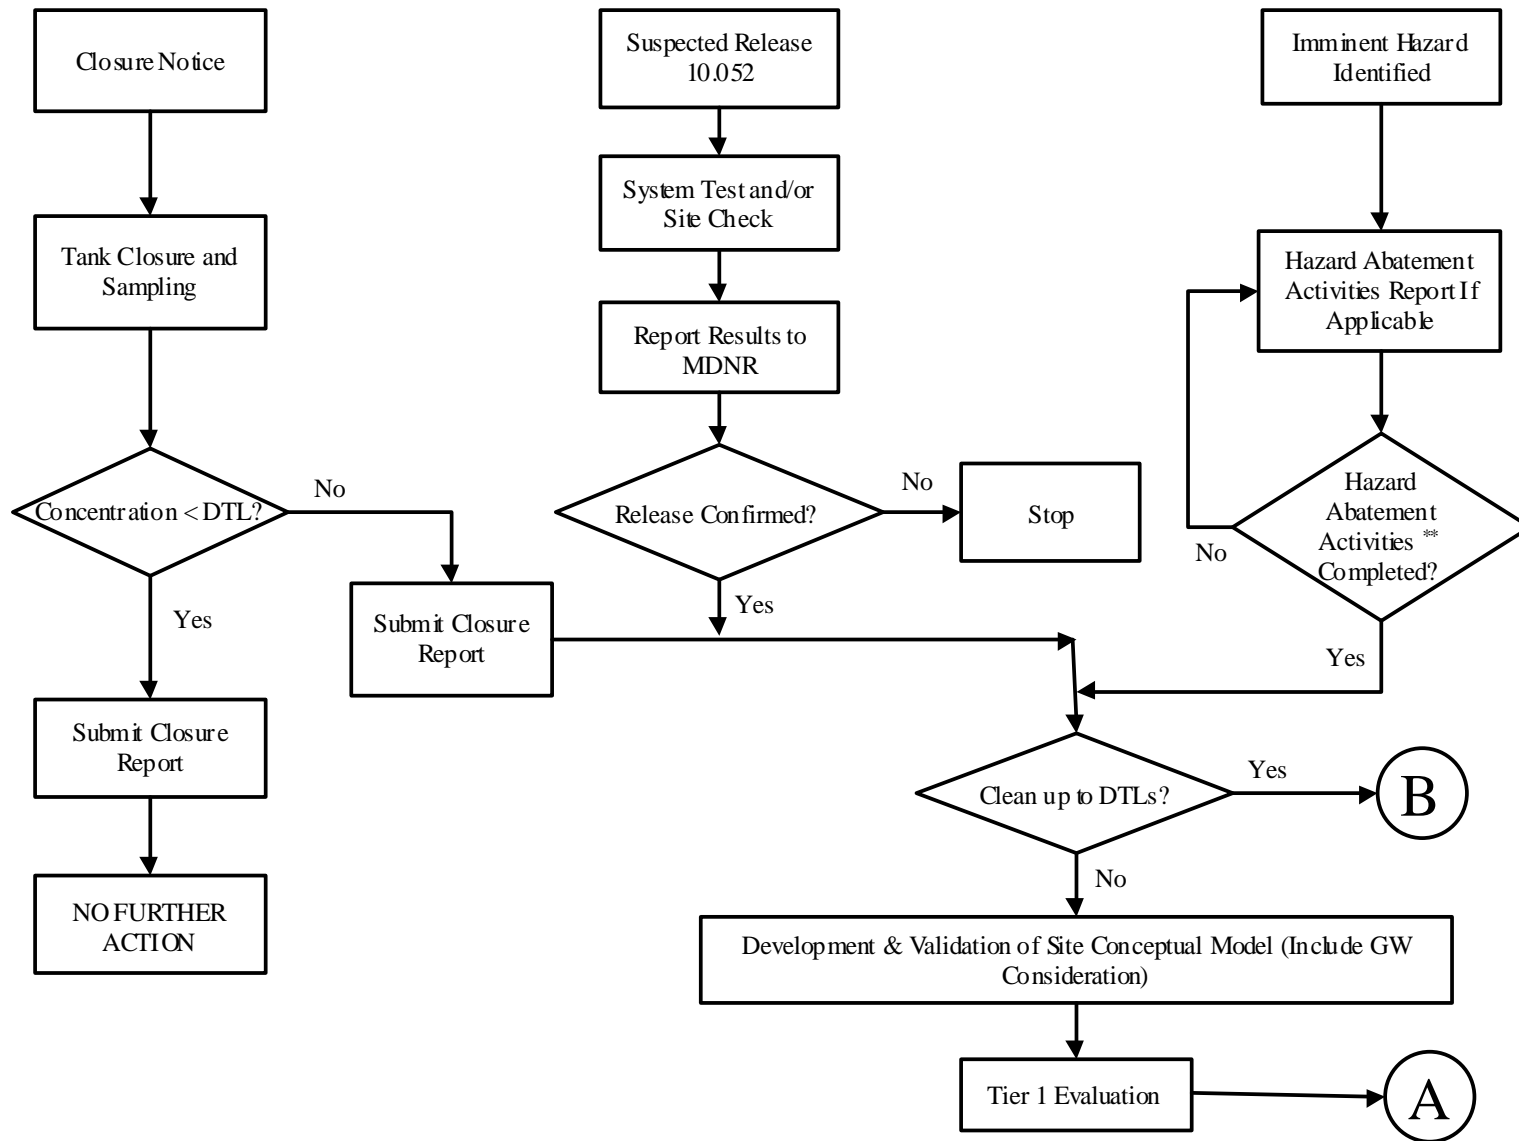 Closure Notice
Suspected Release
10.052
Imminent Hazard
Identified
System Test and/or
Site Check
Tank Closure and
Sampling
Hazard Abatement
Activities Report If
Applicable
Report Results to
MDNR
Concentration < DTL?
No
Release Confirmed?
No
Stop
Hazard
Abatement
Activities **
Completed?
No
Yes
Yes
Yes
Submit Closure
Report
Submit Closure
Report
Clean up to DTLs?
Yes
B
No
NO FURTHER
ACTION
Development & Validation of Site Conceptual Model (Include GW
Consideration)
Tier 1 Evaluation
A